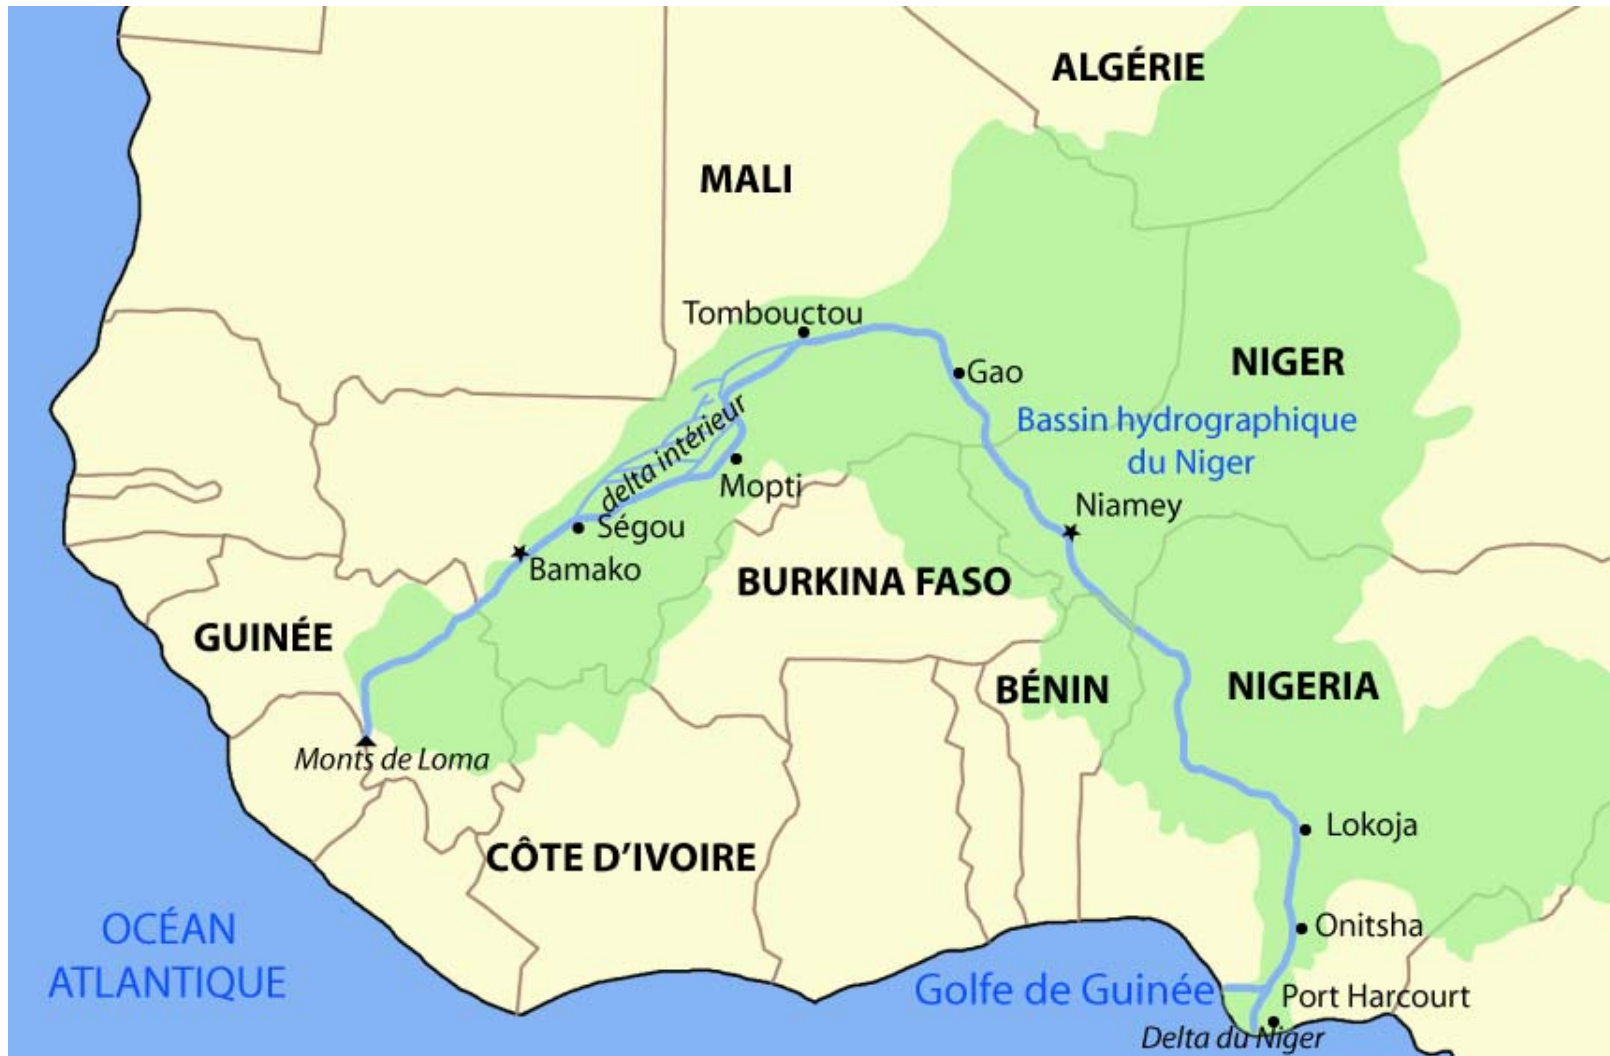 ALGÉRIE
MALI
Tombouctou
Gao
NIGER
Bassin hydrographique
du Niger
delta intérieur
Mopti
Niamey
Ségou
Bamako
BURKINA FASO
GUINÉE
BÉNIN
NIGERIA
Monts de Loma
Lokoja
CÔTE D'IVOIRE
Onitsha
OCÉAN
ATLANTIQUE
Golfe de Guinée
Port Harcourt
Delta du Niger